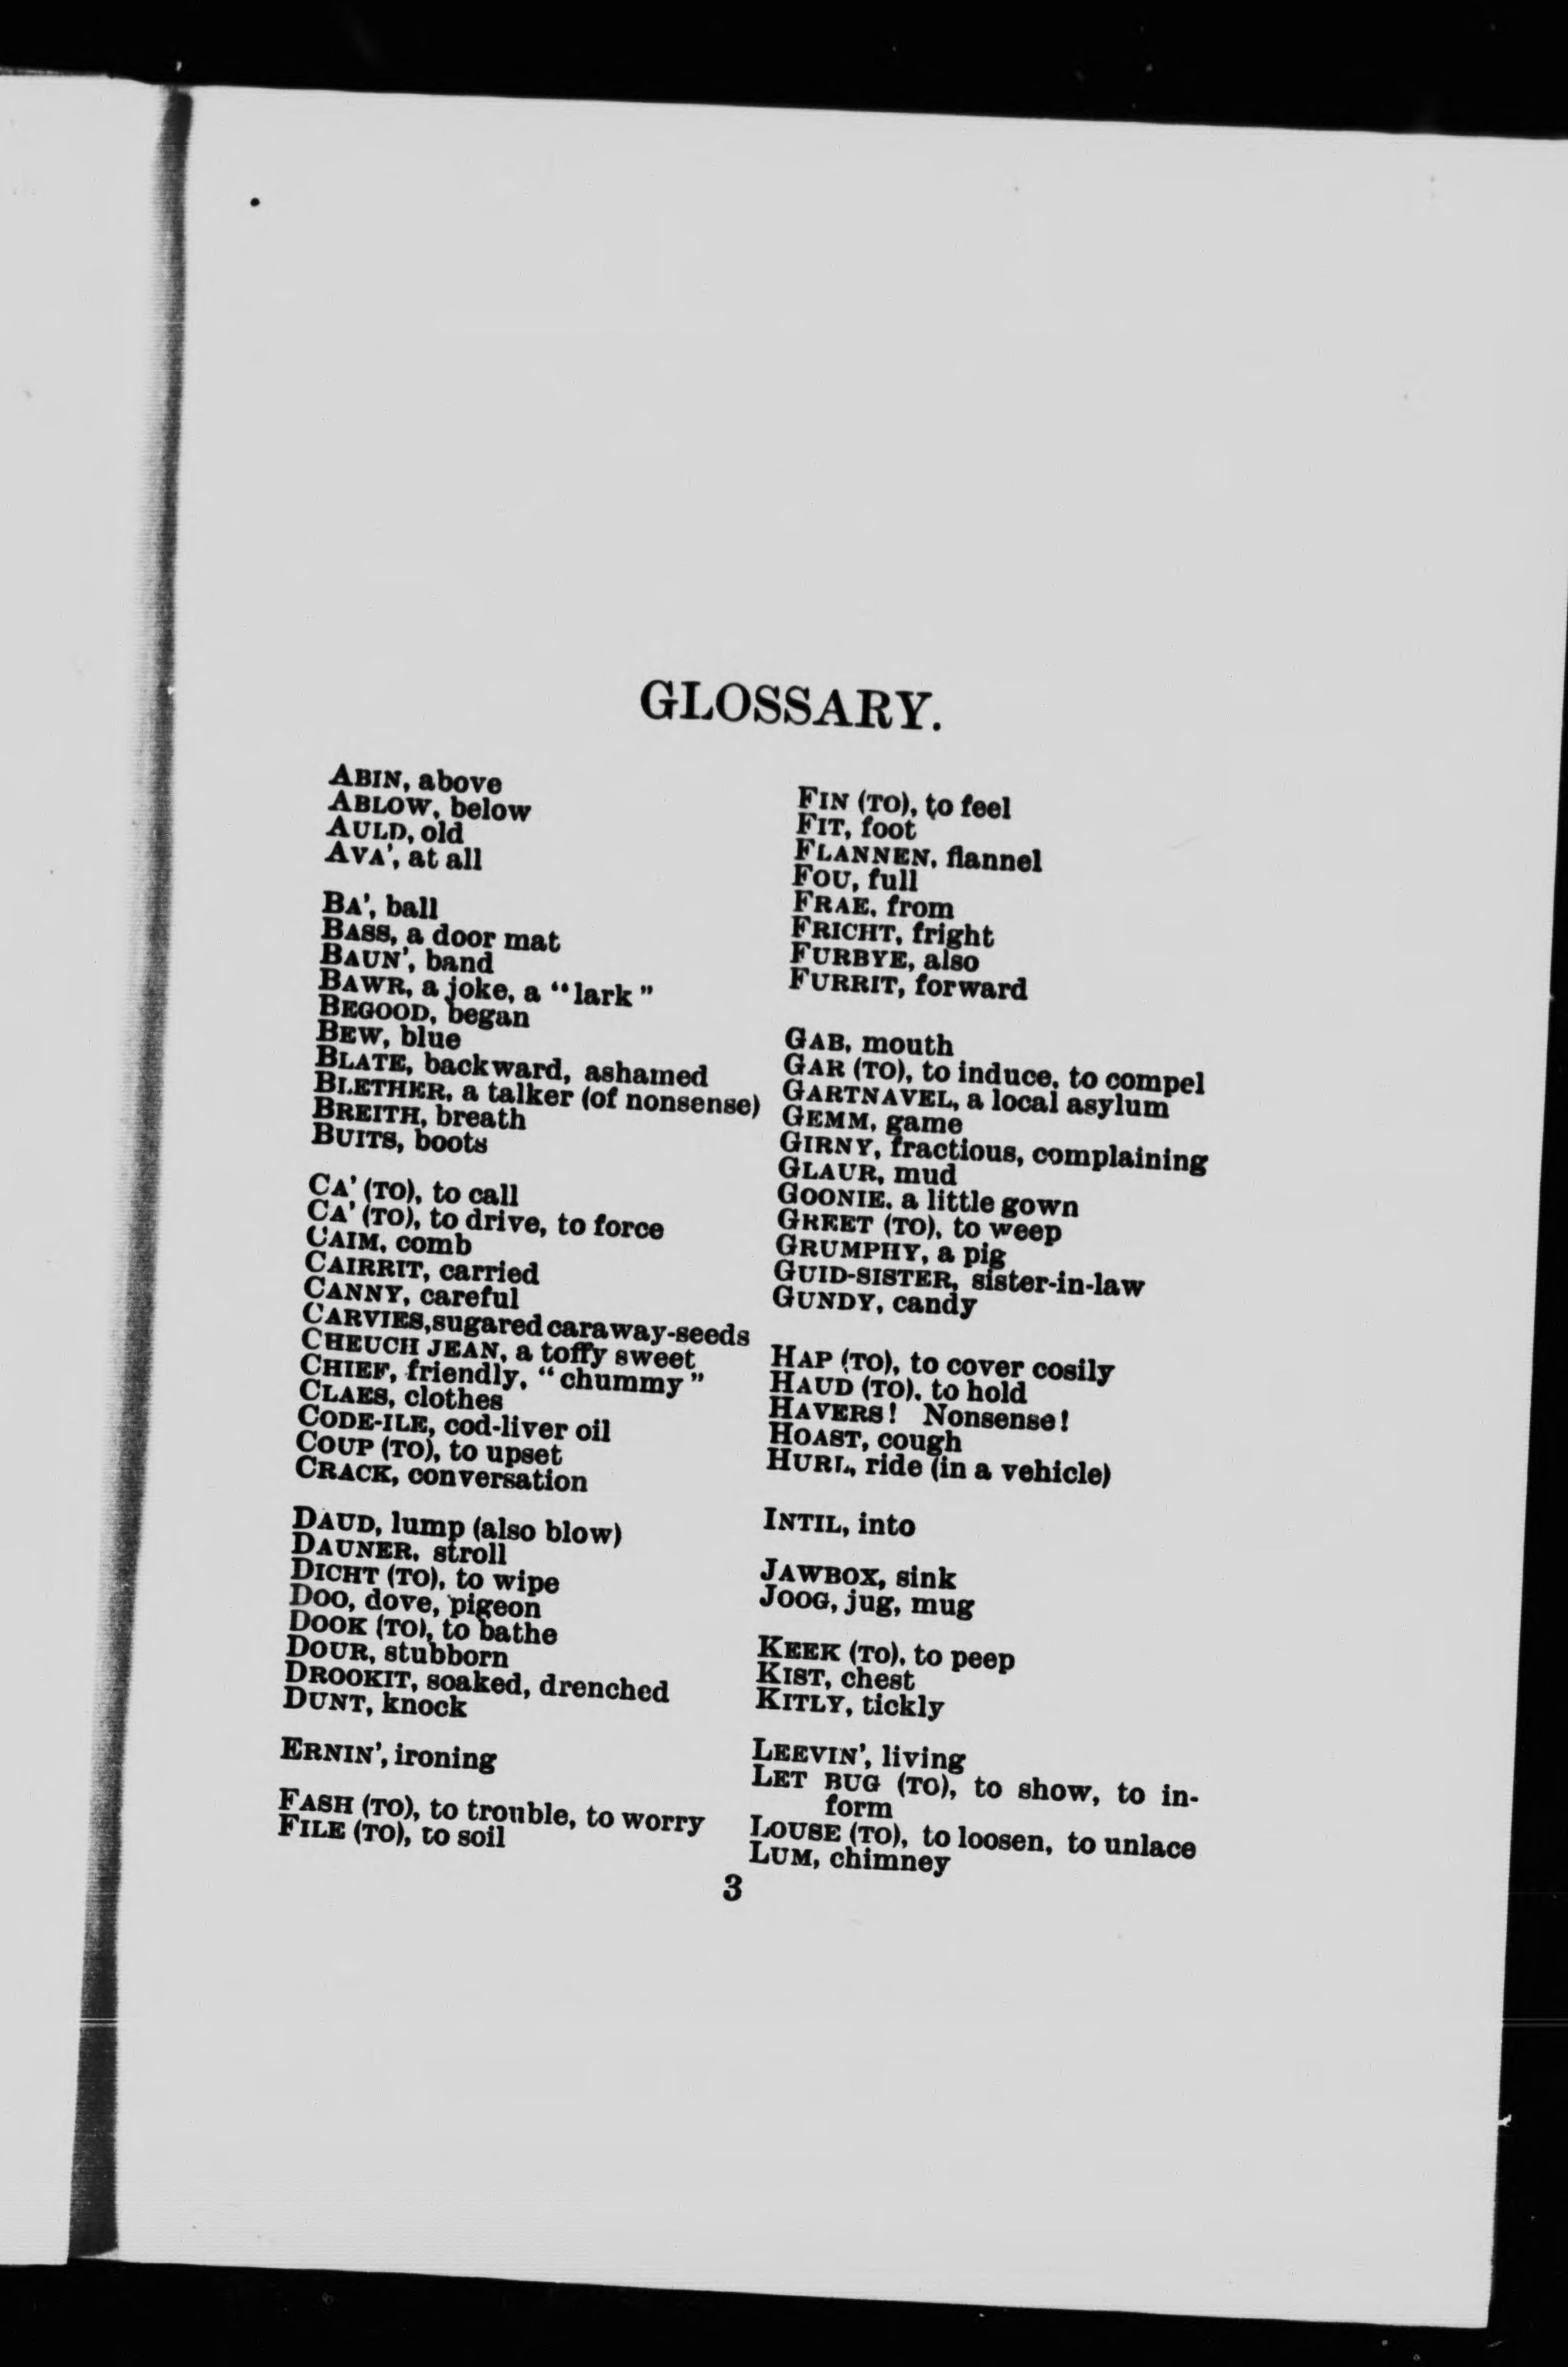 GLOSSARY.
ABIN, above
ABLOW, below
AULD, old
AVA', at all
BA', ball
BASS, a door mat
BAUN', band
BAWR, a joke, a "lark"
BEGOOD, began
BEW, blue
BLATE, backward, ashamed
BLETHER, a talker (of nonsense)
BREITH, breath
BUITS, boots
CA' (TO), to call
CA' (TO), to drive, to force
CAIM, comb
CAIRRIT, carried
CANNY, careful
CARVIES, sugared caraway-seeds
CHEUCH JEAN, a toffy sweet
CHIEF, friendly, "chummy"
CLAES, clothes
CODE-ILE, cod-liver oil
COUP (TO), to upset
CRACK, conversation
DAUD, lump (also blow)
DAUNER, stroll
DICHT (TO), to wipe
DOO, dove, pigeon
DOOK (TO), to bathe
DOUR, stubborn
DROOKIT, soaked, drenched
DUNT, knock
ERNIN', ironing
FASH (TO), to trouble, to worry
FILE (TO), to soil
FIN (TO), to feel
FIT, foot
FLANNEN, flannel
FOU, full
FRAE, from
FRICHT, fright
FURBYE, also
FURRIT, forward
GAB, mouth
GAR (TO), to induce, to compel
GARTNAVEL, a local asylum
GEMM, game
GIRNY, fractious, complaining
GLAUR, mud
GOONIE, a little gown
GREET (TO), to weep
GRUMPHY, a pig
GUID-SISTER, sister-in-law
GUNDY, candy
HAP (TO), to cover cosily
HAUD (TO), to hold
HAVERS! Nonsense!
HOAST, cough
HURL, ride (in a vehicle)
INTIL, into
JAWBOX, sink
JOOG, jug, mug
KEEK (TO), to peep
KIST, chest
KITLY, tickly
LEEVIN', living
LET BUG (TO), to show, to in-
form
LOUSE (TO), to loosen, to unlace
LUM, chimney
3